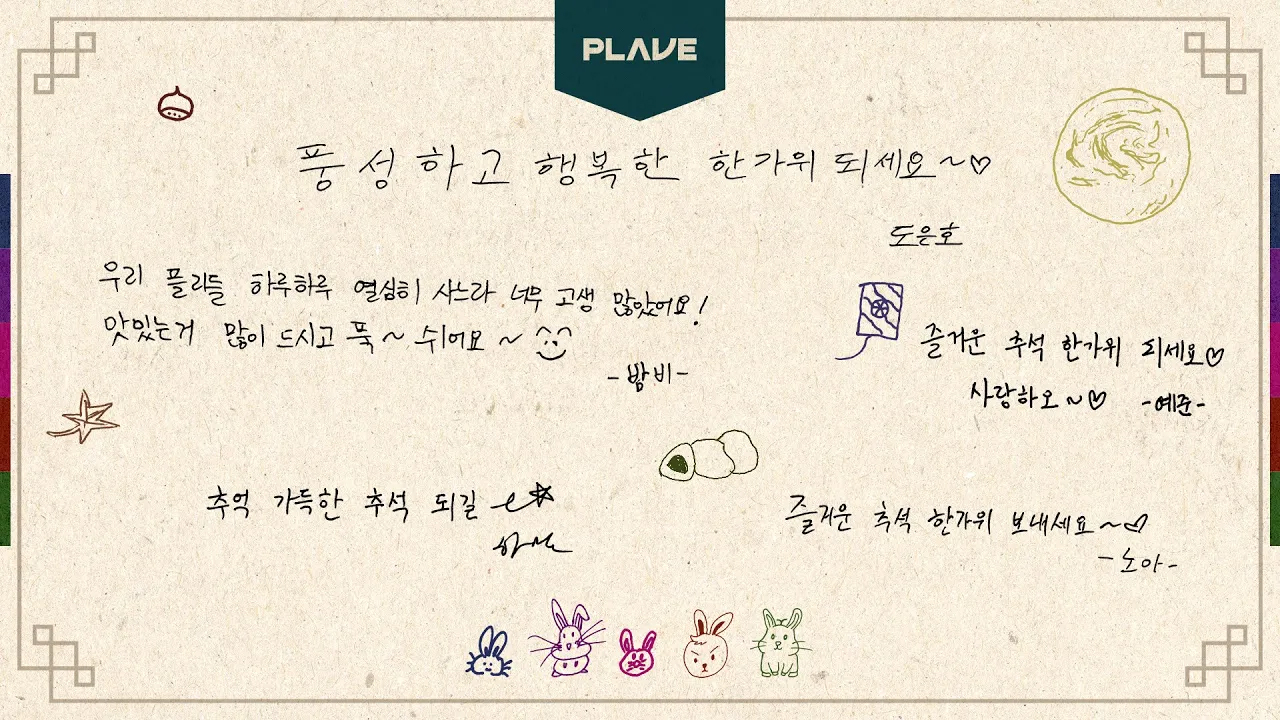 PLAVE
풍성하고 행복한 한가위 되세요~♡
도은호
우리 플리들 하루하루 열심히 사느라 너무 고생 많았어요!
맛있는거 많이 드시고 푹~ 쉬어요~
-밤비-
즐거운 추석 한가위 되세요♡
사랑하오~♡ -예준-
추억 가득한 추석 되길
즐거운 추석 한가위 보내세요~♡
-노아-